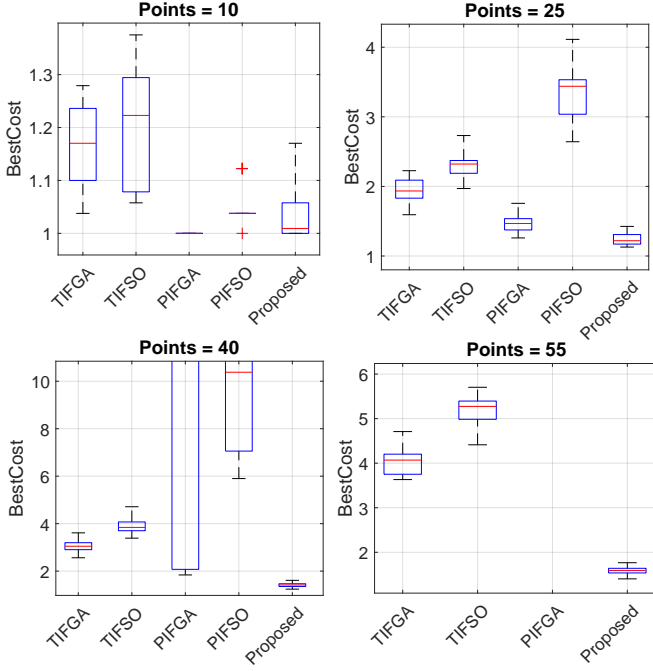 Points = 10
BestCost
1.3
1.2
1.1
1
TIFGA
TIFSO
PIFGA
PIFSO
Proposed
Points = 25
BestCost
4
3
2
1
TIFGA
TIFSO
PIFGA
PIFSO
Proposed
Points = 40
BestCost
10
8
6
4
2
TIFGA
TIFSO
PIFGA
PIFSO
Proposed
Points = 55
BestCost
6
5
4
2
TIFGA
TIFSO
PIFGA
Proposed